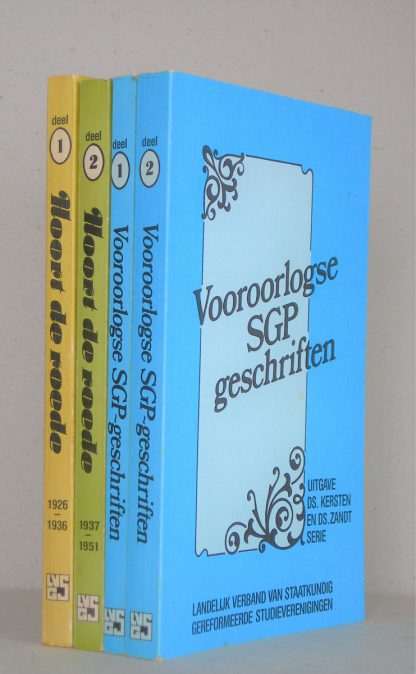 deel
1
Hoort de roede
1926
–
1936
deel
2
Hoort de roede
1937
–
1951
deel
1
Vooroorlogse SGP-geschriften
deel
2
Vooroorlogse SGP-geschriften
Vooroorlogse
SGP
geschriften
UITGAVE
DS. KERSTEN
EN DS. ZANDT
SERIE
LANDELIJK VERBAND VAN STAATKUNDIG
GEREFORMEERDE STUDIEVERENIGINGEN